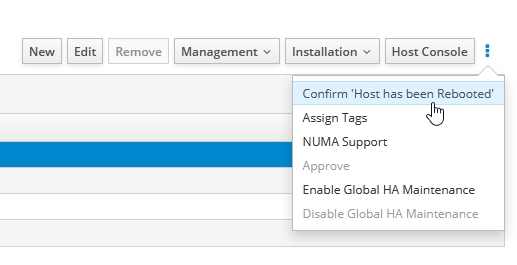 New Edit Remove Management Installation Host Console
Confirm 'Host has been Rebooted'
Assign Tags
NUMA Support
Approve
Enable Global HA Maintenance
Disable Global HA Maintenance